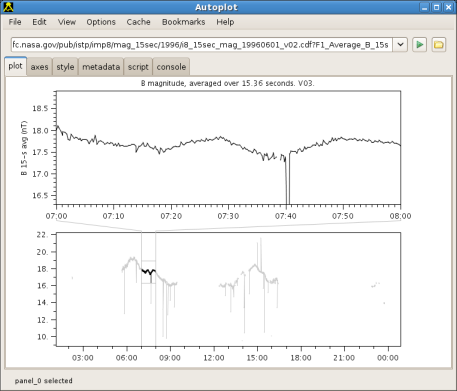 Autoplot
File Edit View Options Cache Bookmarks Help
fc.nasa.gov/pub/istp/imp8/mag_15sec/1996/i8_15sec_mag_19960601_v02.cdf?F1_Average_B_15s
plot axes style metadata script console
B magnitude, averaged over 15.36 seconds. V03.
B 15-s avg (nT)
18.5
18.0
17.5
17.0
16.5
07:00 07:10 07:20 07:30 07:40 07:50 08:00
22.
20.
18.
16.
14.
12.
10.
03:00 06:00 09:00 12:00 15:00 18:00 21:00 00:00
panel_0 selected